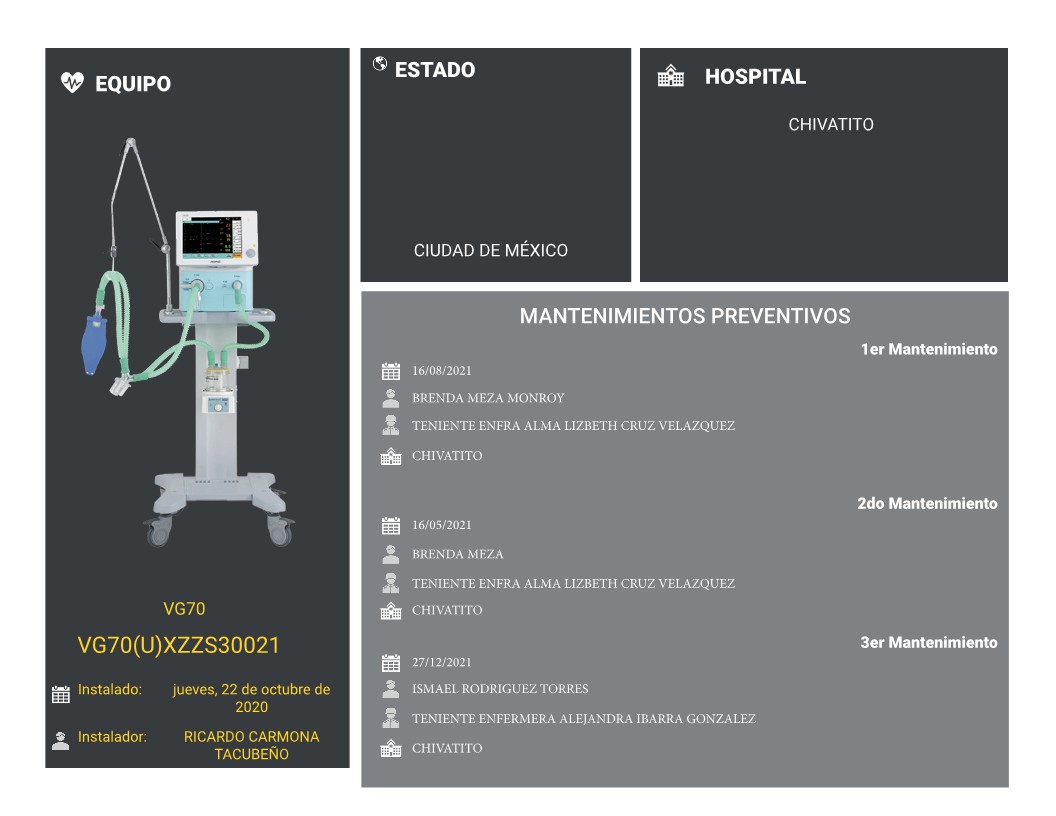 EQUIPO
VG70
VG70(U)XZZS30021
Instalado: jueves, 22 de octubre de
2020
Instalador: RICARDO CARMONA
TACUBEÑO
ESTADO
CIUDAD DE MÉXICO
HOSPITAL
CHIVATITO
MANTENIMIENTOS PREVENTIVOS
1er Mantenimiento
16/08/2021
BRENDA MEZA MONROY
TENIENTE ENFRA ALMA LIZBETH CRUZ VELAZQUEZ
CHIVATITO
2do Mantenimiento
16/05/2021
BRENDA MEZA
TENIENTE ENFRA ALMA LIZBETH CRUZ VELAZQUEZ
CHIVATITO
3er Mantenimiento
27/12/2021
ISMAEL RODRIGUEZ TORRES
TENIENTE ENFERMERA ALEJANDRA IBARRA GONZALEZ
CHIVATITO